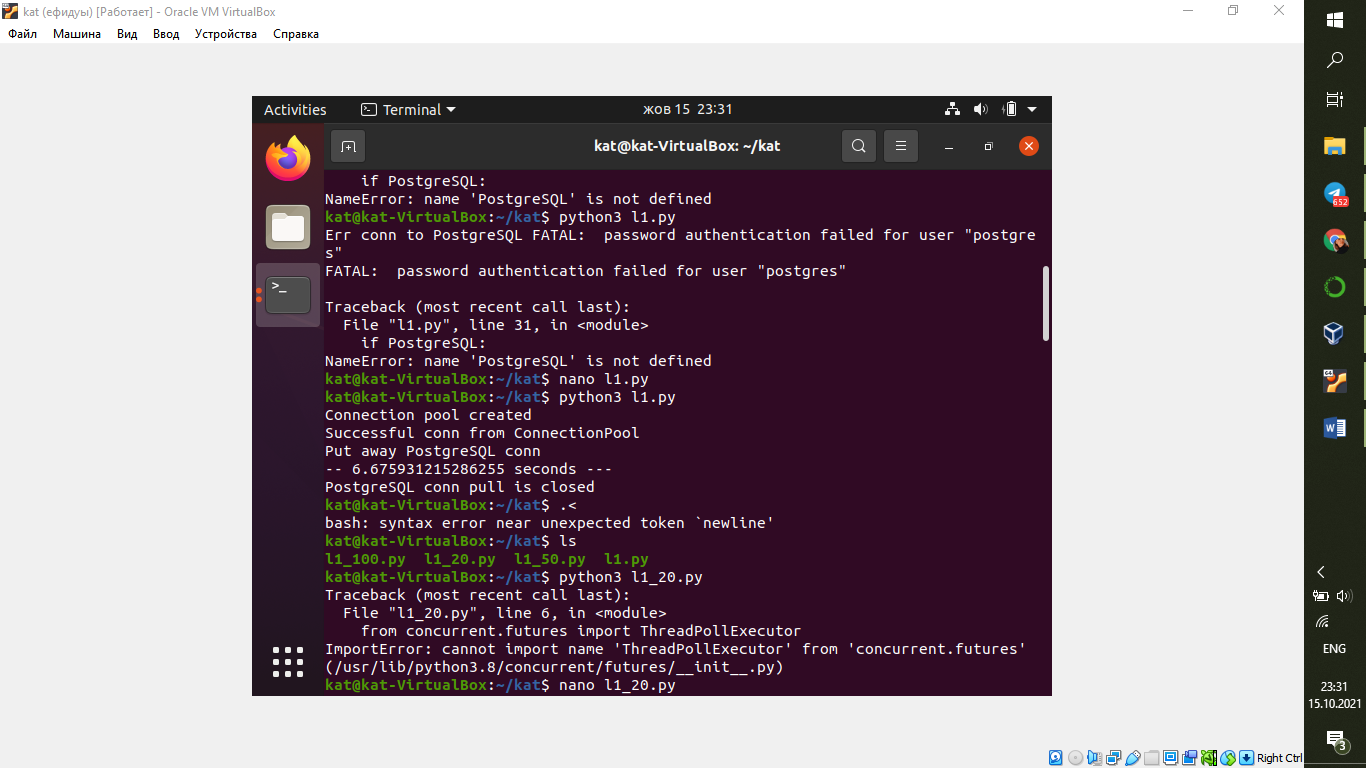 kat (ефидуы) [Работает] - Oracle VM VirtualBox
Файл Машина Вид Ввод Устройства Справка
Activities Terminal жов 15 23:31
kat@kat-VirtualBox: ~/kat
if PostgreSQL:
NameError: name 'PostgreSQL' is not defined
kat@kat-VirtualBox:~/kat$ python3 l1.py
Err conn to PostgreSQL FATAL:  password authentication failed for user "postgre
s"
FATAL:  password authentication failed for user "postgres"
Traceback (most recent call last):
File "l1.py", line 31, in <module>
if PostgreSQL:
NameError: name 'PostgreSQL' is not defined
kat@kat-VirtualBox:~/kat$ nano l1.py
kat@kat-VirtualBox:~/kat$ python3 l1.py
Connection pool created
Successful conn from ConnectionPool
Put away PostgreSQL conn
-- 6.675931215286255 seconds ---
PostgreSQL conn pull is closed
kat@kat-VirtualBox:~/kat$ .<
bash: syntax error near unexpected token `newline'
kat@kat-VirtualBox:~/kat$ ls
l1_100.py  l1_20.py  l1_50.py  l1.py
kat@kat-VirtualBox:~/kat$ python3 l1_20.py
Traceback (most recent call last):
File "l1_20.py", line 6, in <module>
from concurrent.futures import ThreadPollExecutor
ImportError: cannot import name 'ThreadPollExecutor' from 'concurrent.futures'
(/usr/lib/python3.8/concurrent/futures/__init__.py)
kat@kat-VirtualBox:~/kat$ nano l1_20.py
652
64
ENG
23:31
15.10.2021
3
Right Ctrl